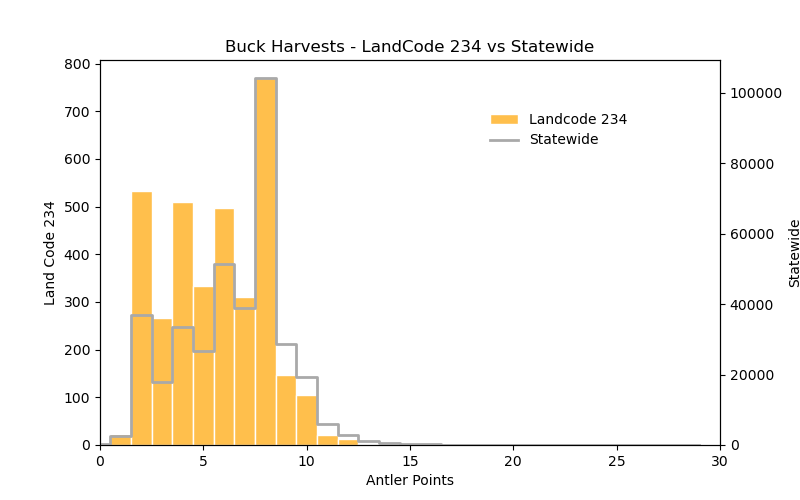 Buck Harvests - LandCode 234 vs Statewide
800
700
600
500
400
300
200
100
0
Land Code 234
Landcode 234
Statewide
100000
80000
60000
40000
20000
0
Statewide
0 5 10 15 20 25 30
Antler Points